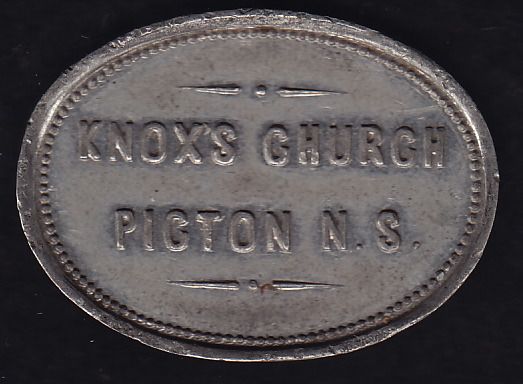 KNOX'S CHURCH
PICTON N.S.